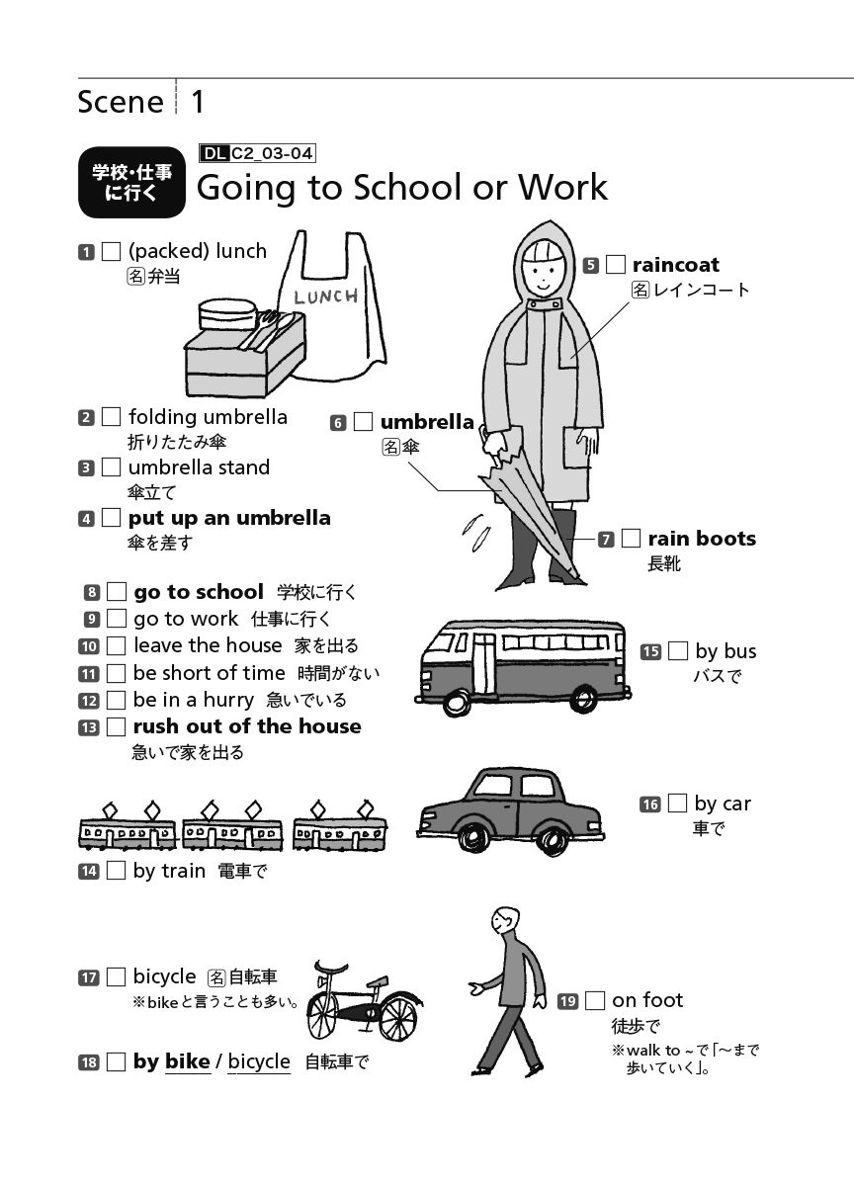 Scene 1
DL C2_03-04
学校・仕事
に行く
Going to School or Work
1 □ (packed) lunch
名 弁当
LUNCH
5 □ raincoat
名 レインコート
2 □ folding umbrella
折りたたみ傘
6 □ umbrella
名 傘
3 □ umbrella stand
傘立て
4 □ put up an umbrella
傘を差す
7 □ rain boots
長靴
8 □ go to school 学校に行く
9 □ go to work 仕事に行く
10 □ leave the house 家を出る
11 □ be short of time 時間がない
12 □ be in a hurry 急いでいる
13 □ rush out of the house
急いで家を出る
15 □ by bus
バスで
16 □ by car
車で
14 □ by train 電車で
17 □ bicycle 名 自転車
※bikeと言うことも多い。
18 □ by bike / bicycle 自転車で
19 □ on foot
徒歩で
※walk to ~で「〜まで
歩いていく」。